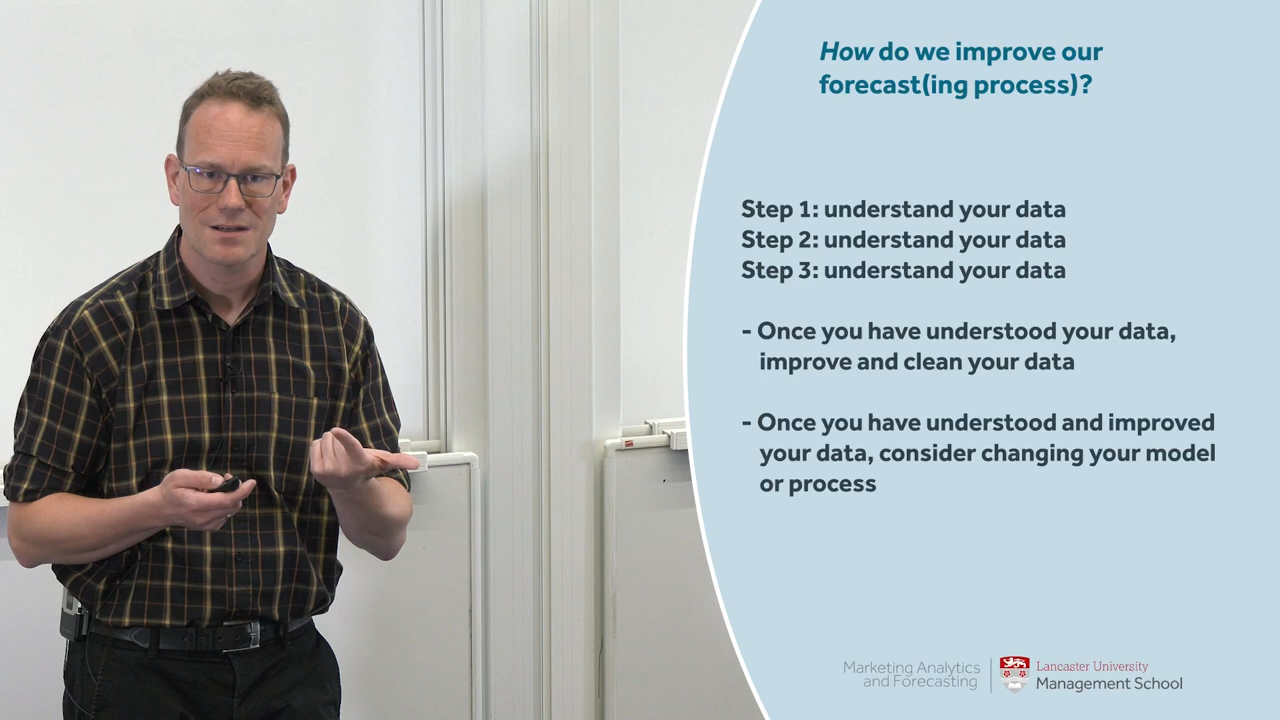 How do we improve our
forecast(ing process)?
Step 1: understand your data
Step 2: understand your data
Step 3: understand your data
- Once you have understood your data,
improve and clean your data
- Once you have understood and improved
your data, consider changing your model
or process
Marketing Analytics
and Forecasting
Lancaster University
Management School